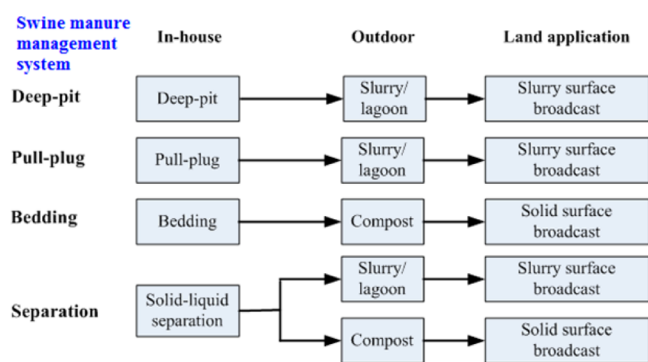 Swine manure
management
system
In-house
Outdoor
Land application
Deep-pit
Deep-pit
Slurry/
lagoon
Slurry surface
broadcast
Pull-plug
Pull-plug
Slurry/
lagoon
Slurry surface
broadcast
Bedding
Bedding
Compost
Solid surface
broadcast
Separation
Solid-liquid
separation
Slurry/
lagoon
Slurry surface
broadcast
Compost
Solid surface
broadcast